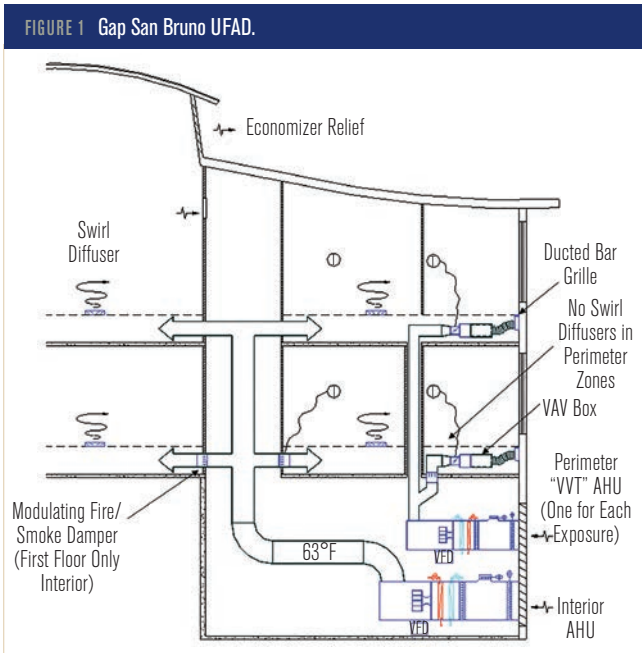 FIGURE 1 Gap San Bruno UFAD.
Economizer Relief
Swirl
Diffuser
Ducted Bar
Grille
No Swirl
Diffusers in
Perimeter
Zones
VAV Box
Modulating Fire/
Smoke Damper
(First Floor Only
Interior)
63°F
Perimeter
“VVT” AHU
(One for Each
Exposure)
VFD
Interior
AHU
VFD